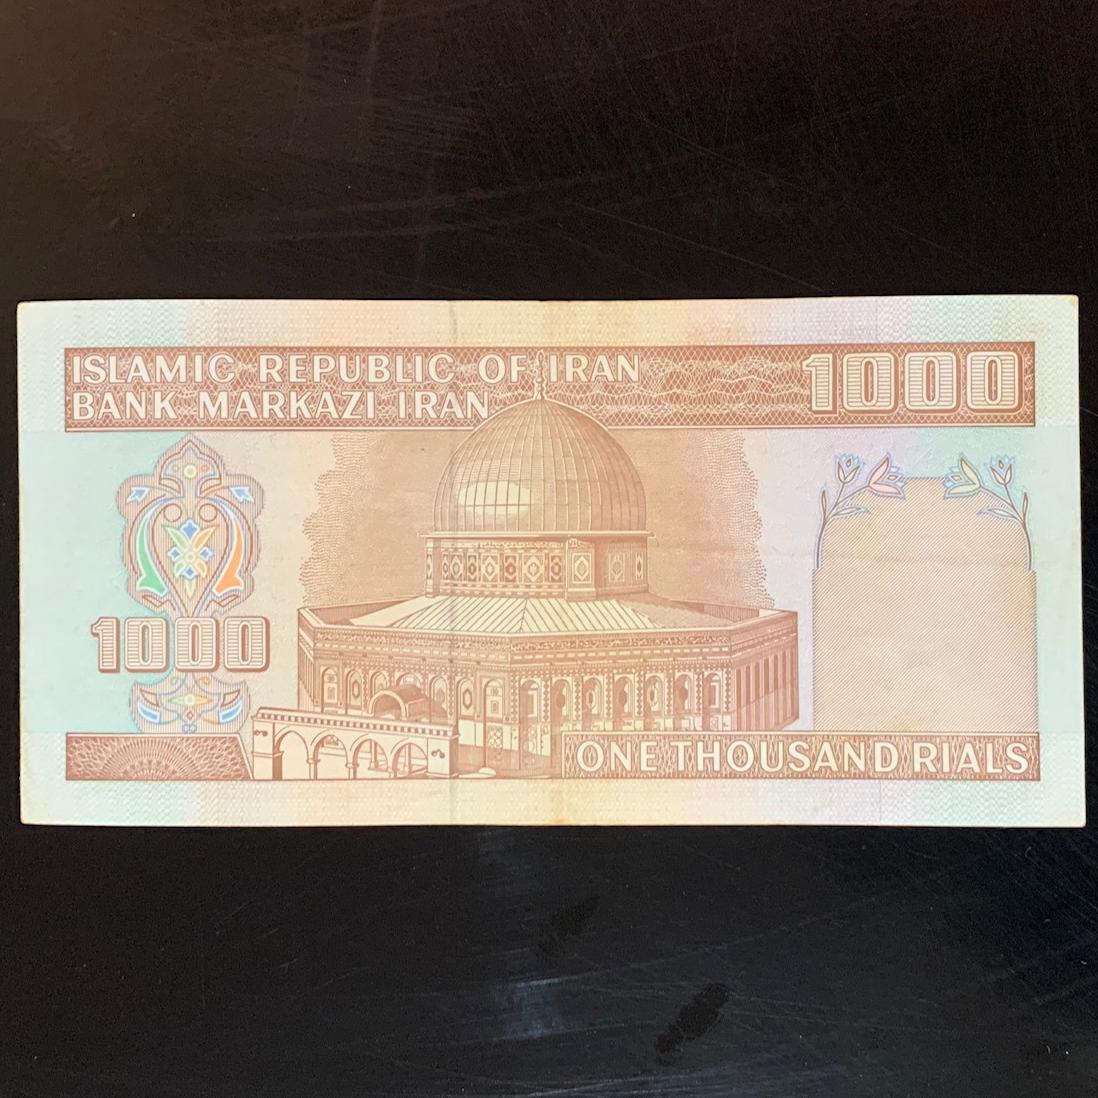 ISLAMIC REPUBLIC OF IRAN
BANK MARKAZI IRAN
1000
1000
ONE THOUSAND RIALS